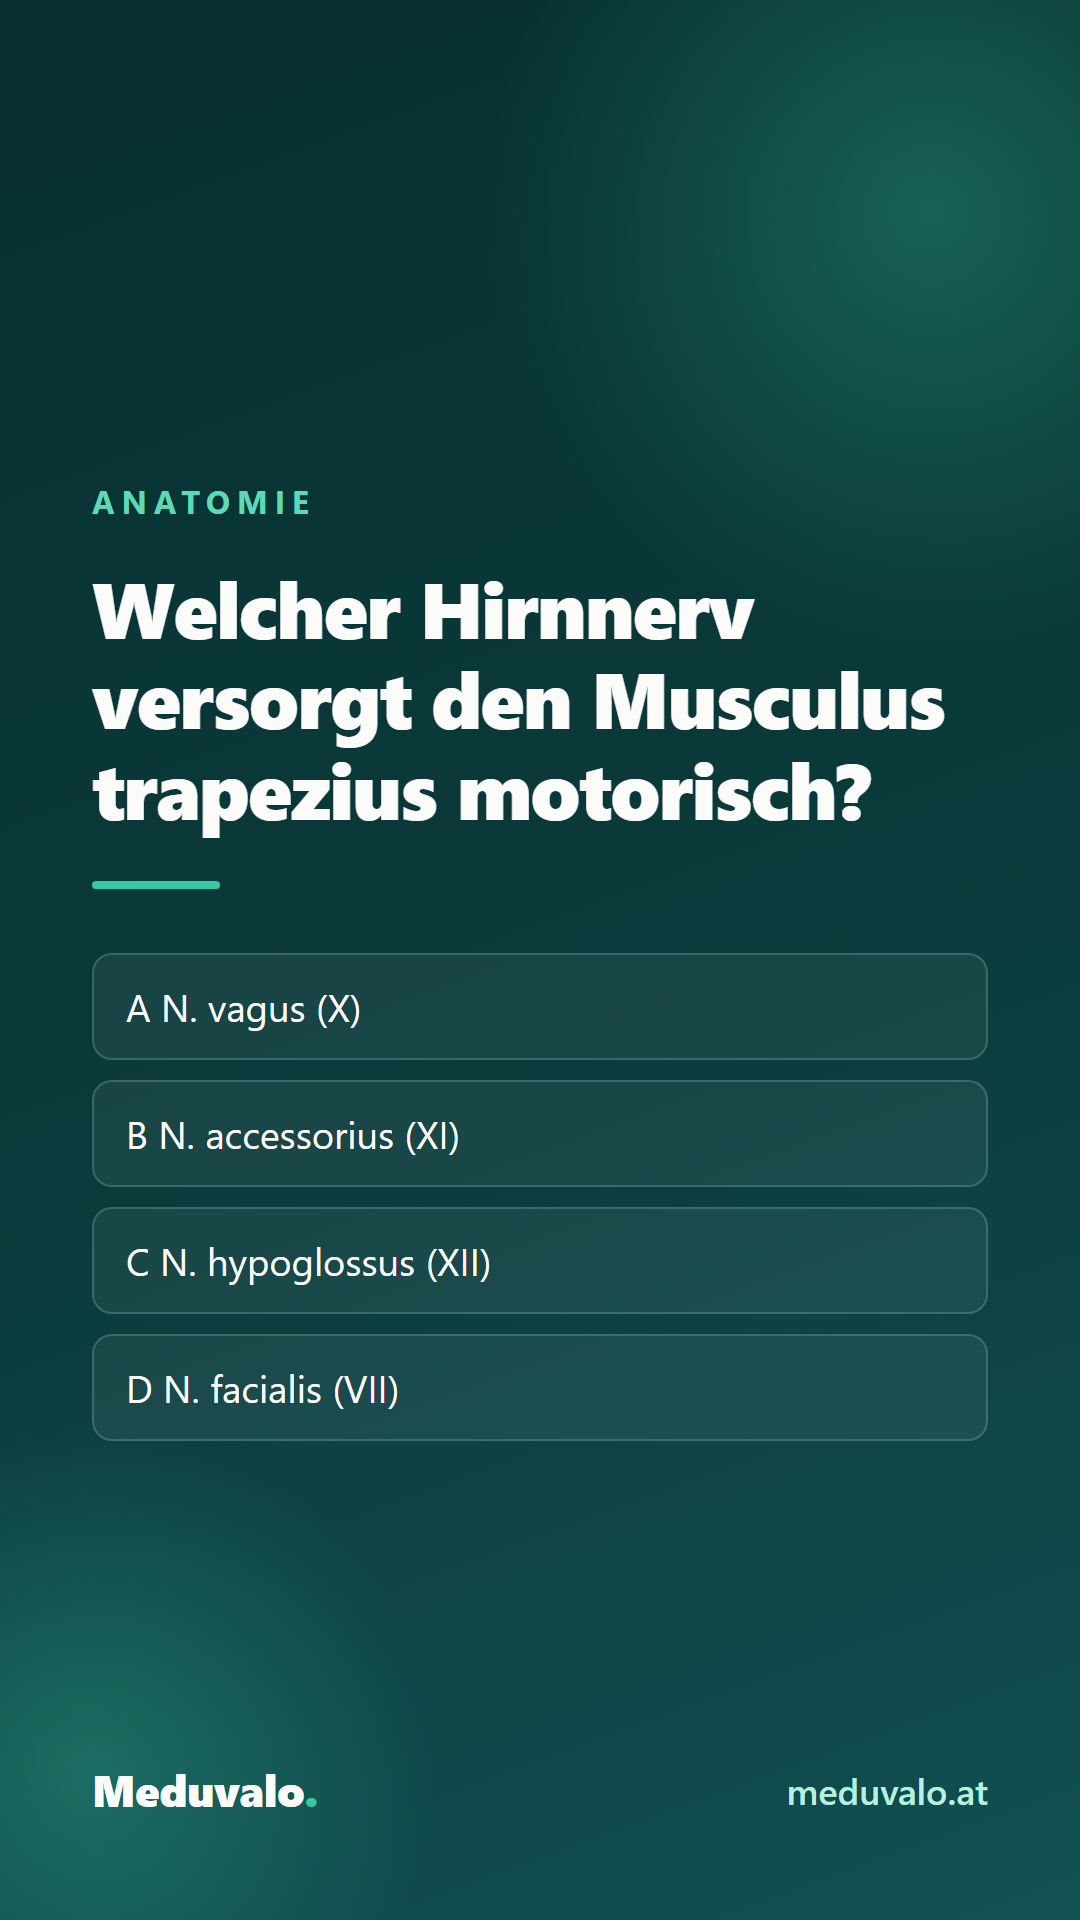 ANATOMIE
Welcher Hirnnerv
versorgt den Musculus
trapezius motorisch?
A N. vagus (X)
B N. accessorius (XI)
C N. hypoglossus (XII)
D N. facialis (VII)
Meduvalo.
meduvalo.at